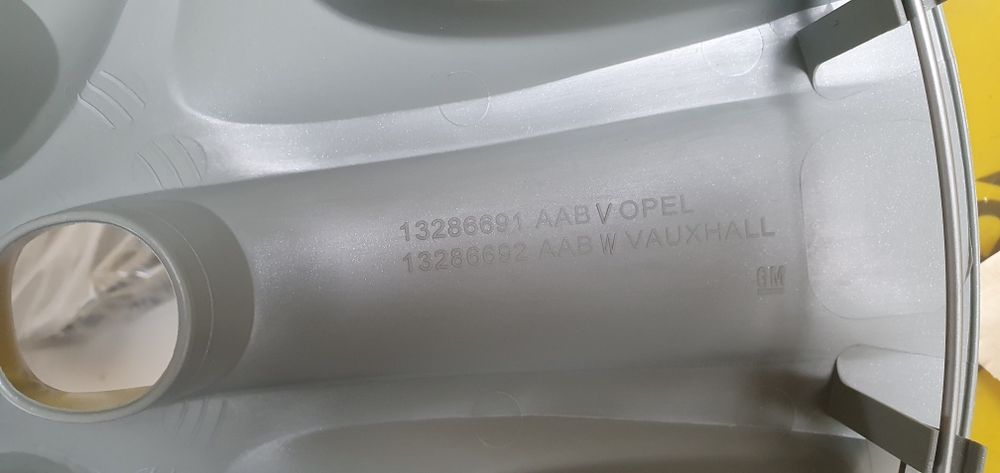 13286691 AAB V OPEL
13286692 AAB W VAUXHALL
GM